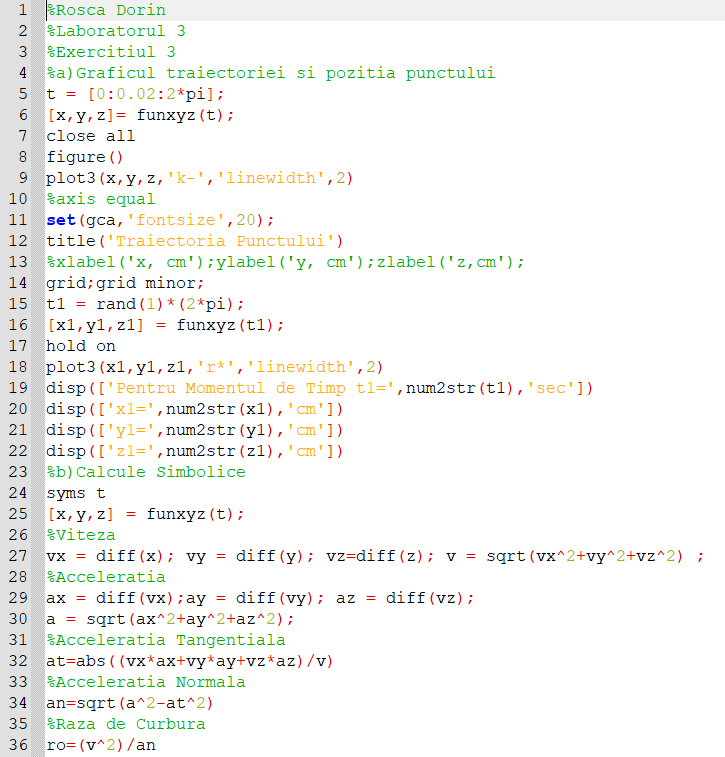 1 %Rosca Dorin
2 %Laboratorul 3
3 %Exercitiul 3
4 %a)Graficul traiectoriei si pozitia punctului
5 t = [0:0.02:2*pi];
6 [x,y,z]= funxyz(t);
7 close all
8 figure()
9 plot3(x,y,z,'k-','linewidth',2)
10 %axis equal
11 set(gca,'fontsize',20);
12 title('Traiectoria Punctului')
13 %xlabel('x, cm');ylabel('y, cm');zlabel('z,cm');
14 grid;grid minor;
15 t1 = rand(1)*(2*pi);
16 [x1,y1,z1] = funxyz(t1);
17 hold on
18 plot3(x1,y1,z1,'r*','linewidth',2)
19 disp(['Pentru Momentul de Timp t1=',num2str(t1),'sec'])
20 disp(['x1=',num2str(x1),'cm'])
21 disp(['y1=',num2str(y1),'cm'])
22 disp(['z1=',num2str(z1),'cm'])
23 %b)Calcule Simbolice
24 syms t
25 [x,y,z] = funxyz(t);
26 %Viteza
27 vx = diff(x); vy = diff(y); vz=diff(z); v = sqrt(vx^2+vy^2+vz^2) ;
28 %Acceleratia
29 ax = diff(vx);ay = diff(vy); az = diff(vz);
30 a = sqrt(ax^2+ay^2+az^2);
31 %Acceleratia Tangentiala
32 at=abs((vx*ax+vy*ay+vz*az)/v)
33 %Acceleratia Normala
34 an=sqrt(a^2-at^2)
35 %Raza de Curbura
36 ro=(v^2)/an